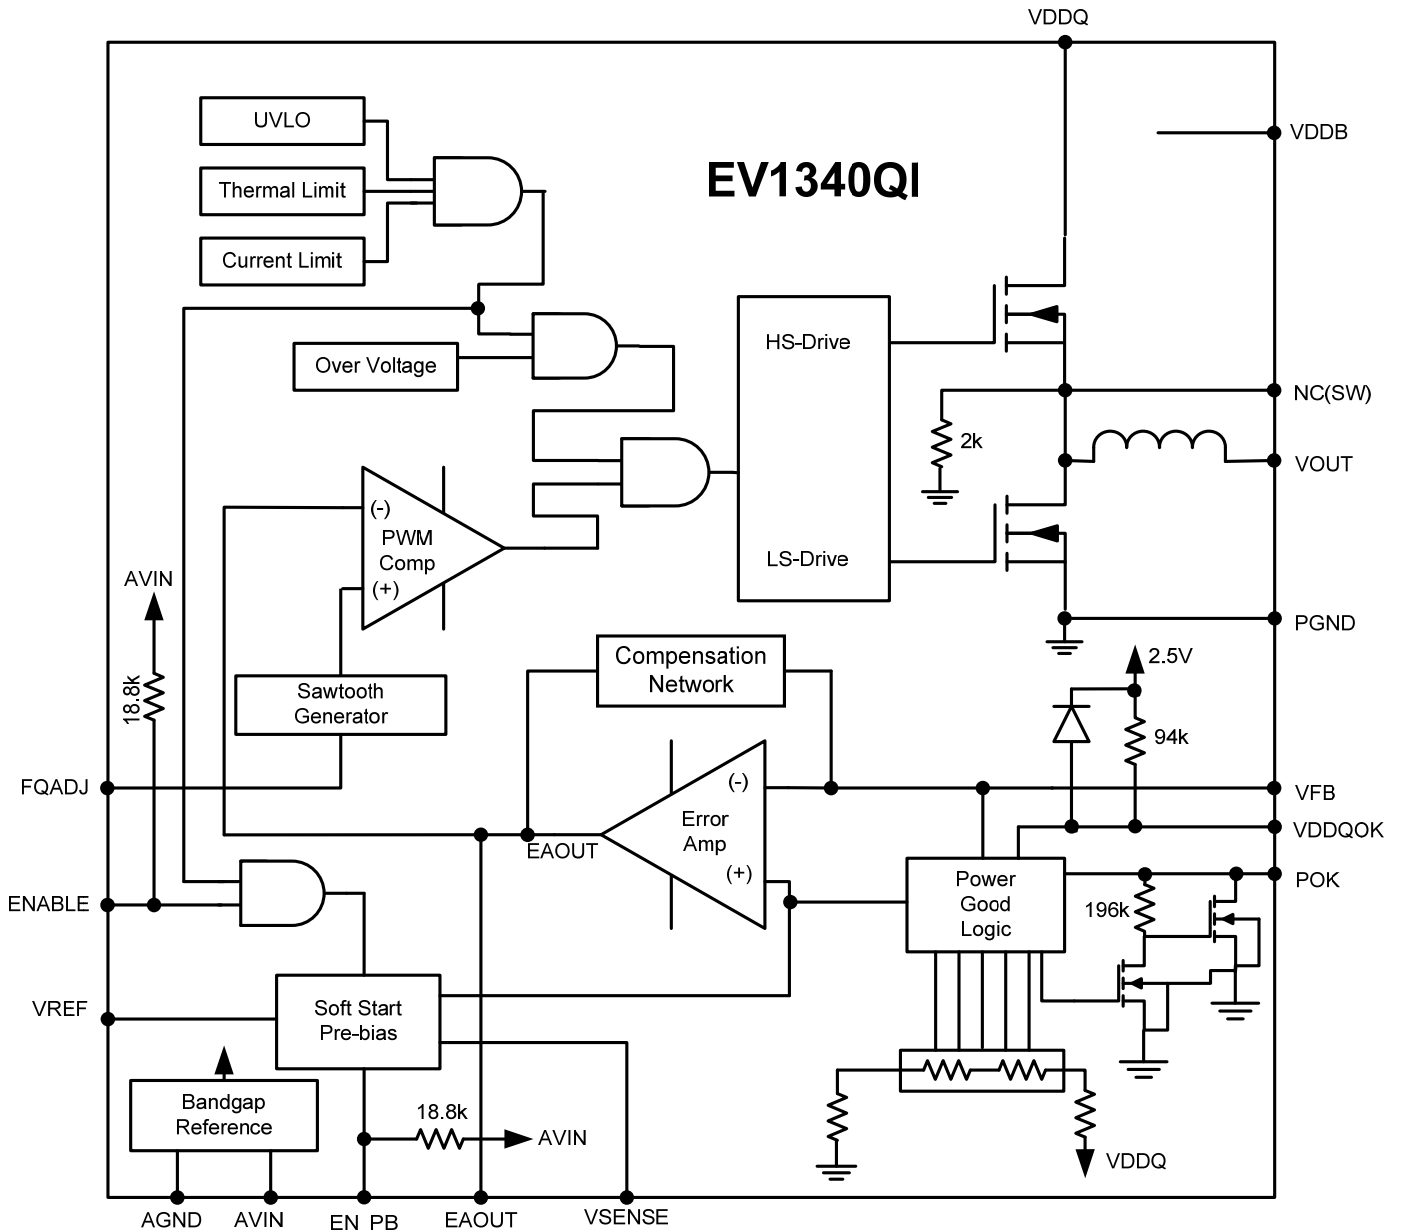 VDDQ
UVLO
VDDB
EV1340QI
Thermal Limit
Current Limit
HS-Drive
Over Voltage
NC(SW)
2k
VOUT
(-)
PWM
Comp
(+)
LS-Drive
AVIN
18.8k
PGND
Compensation
Network
2.5V
Sawtooth
Generator
94k
FQADJ
(-)
VFB
Error
Amp
VDDQOK
EAOUT
(+)
Power
Good
Logic
POK
ENABLE
196k
VREF
Soft Start
Pre-bias
Bandgap
Reference
18.8k
AVIN
VDDQ
AGND
AVIN
EN_PB
EAOUT
VSENSE